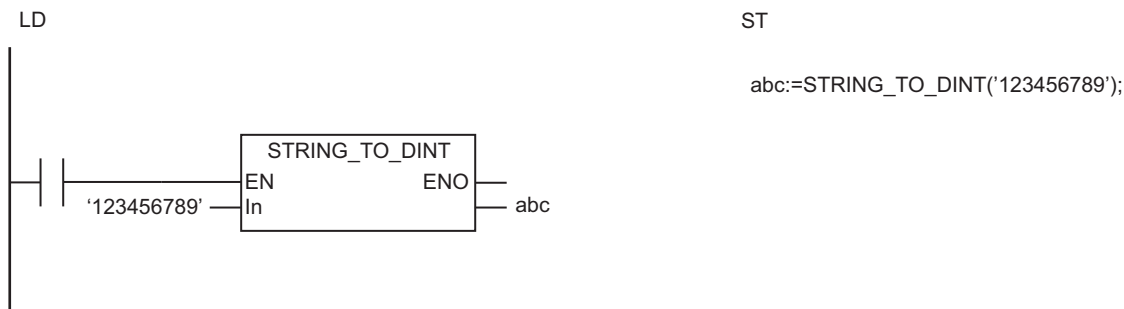 LD
ST
abc:=STRING_TO_DINT(’123456789’);
STRING_TO_DINT
EN ENO
‘123456789’ In abc